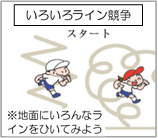 いろいろライン競争
スタート
※地面にいろんなラ
インをひいてみよう